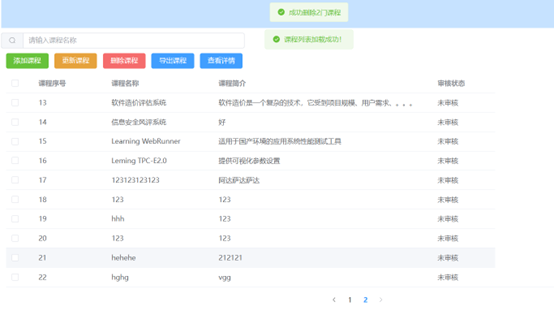 成功删除2门课程
请输入课程名称
课程列表加载成功！
添加课程 更新课程 删除课程 导出课程 查看详情
课程序号 课程名称 课程简介 审核状态
13 软件造价评估系统 软件造价是一个复杂的技术，它受到项目规模，用户需求，。。。 未审核
14 信息安全风评系统 好 未审核
15 Learning WebRunner 适用于国产环境的应用系统性能测试工具 未审核
16 Lerning TPC-E2.0 提供可视化参数设置 未审核
17 123123123123 阿达萨达萨达 未审核
18 123 123 未审核
19 hhh 123 未审核
20 123 123 未审核
21 hehehe 212121 未审核
22 hghg vgg 未审核
1 2